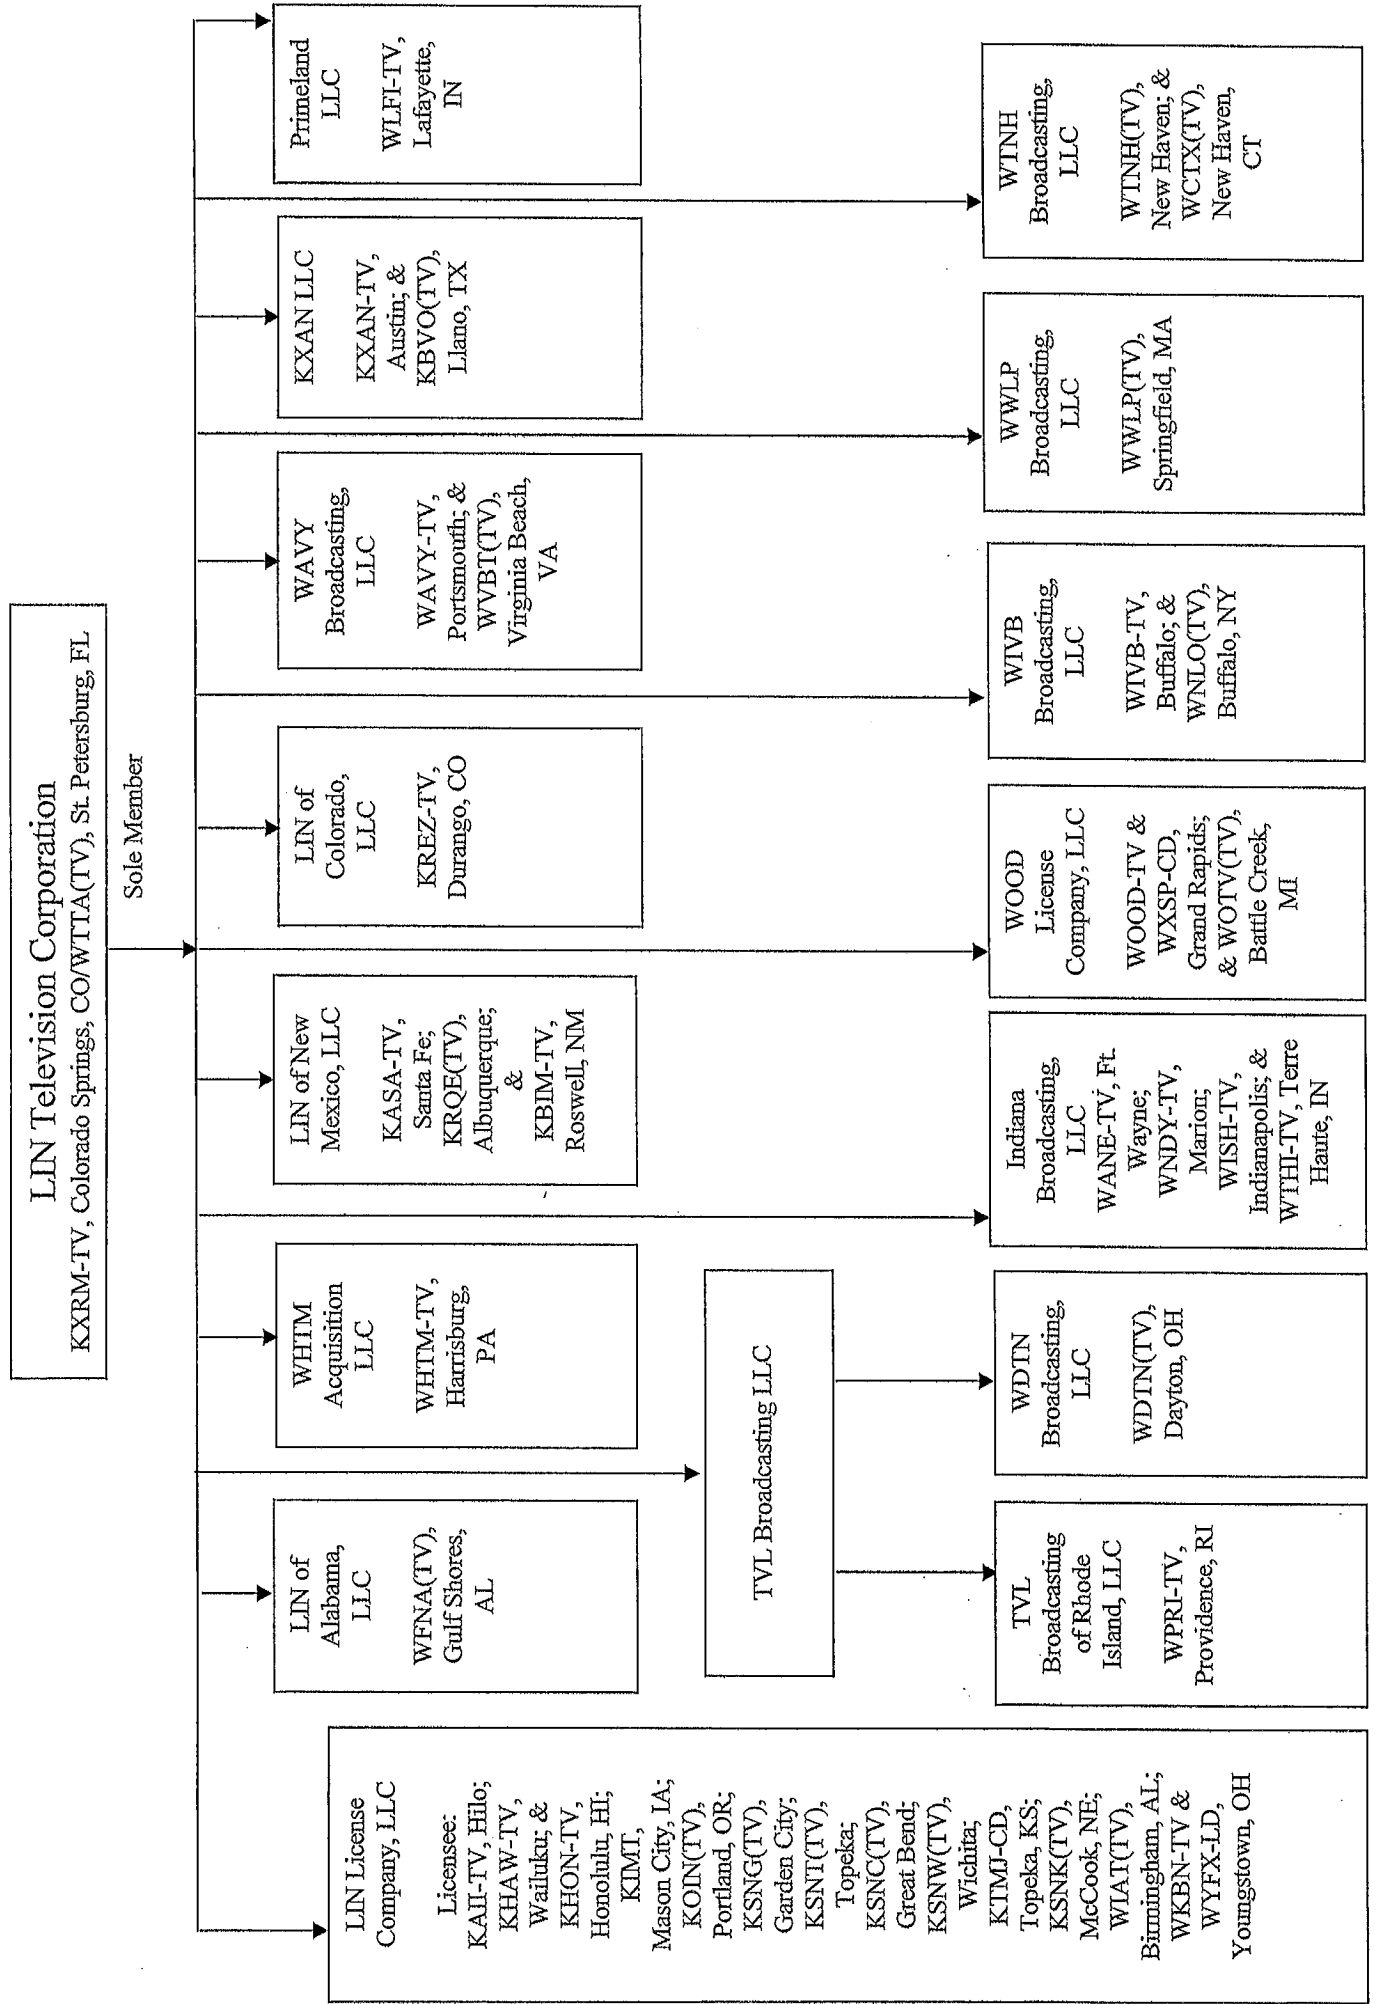 LIN Television Corporation
KXRM-TV, Colorado Springs, CO/WTTA(TV), St. Petersburg, FL
Sole Member
LIN License
Company, LLC
Licensee:
KAII-TV, Hilo;
KHAW-TV,
Wailuku; &
KHON-TV,
Honolulu, HI;
KIMT,
Mason City, IA;
KOIN(TV),
Portland, OR;
KSNG(TV),
Garden City;
KSNT(TV),
Topeka;
KSNC(TV),
Great Bend;
KSNW(TV),
Wichita;
KTMJ-CD,
Topeka, KS;
KSNK(TV),
McCook, NE;
WIAT(TV),
Birmingham, AL;
WKBN-TV &
WYFX-LD,
Youngstown, OH
LIN of
Alabama,
LLC
WFNA(TV),
Gulf Shores,
AL
WHTM
Acquisition
LLC
WHTM-TV,
Harrisburg,
PA
LIN of New
Mexico, LLC
KASA-TV,
Santa Fe;
KRQE(TV),
Albuquerque;
&
KBIM-TV,
Roswell, NM
LIN of
Colorado,
LLC
KREZ-TV,
Durango, CO
WAVY
Broadcasting,
LLC
WAVY-TV,
Portsmouth; &
WVBT(TV),
Virginia Beach,
VA
KXAN LLC
KXAN-TV,
Austin; &
KBVO(TV),
Llano, TX
Primeland
LLC
WLFI-TV,
Lafayette,
IN
TVL Broadcasting LLC
TVL
Broadcasting
of Rhode
Island, LLC
WPRI-TV,
Providence, RI
WDTN
Broadcasting,
LLC
WDTN(TV),
Dayton, OH
Indiana
Broadcasting,
LLC
WANE-TV, Ft.
Wayne;
WNDY-TV,
Marion;
WISH-TV,
Indianapolis; &
WTHI-TV, Terre
Haute, IN
WOOD
License
Company, LLC
WOOD-TV &
WXSP-CD,
Grand Rapids;
& WOTV(TV),
Battle Creek,
MI
WIVB
Broadcasting,
LLC
WIVB-TV,
Buffalo; &
WNLO(TV),
Buffalo, NY
WWLP
Broadcasting,
LLC
WWLP(TV),
Springfield, MA
WTNH
Broadcasting,
LLC
WTNH(TV),
New Haven; &
WCTX(TV),
New Haven,
CT